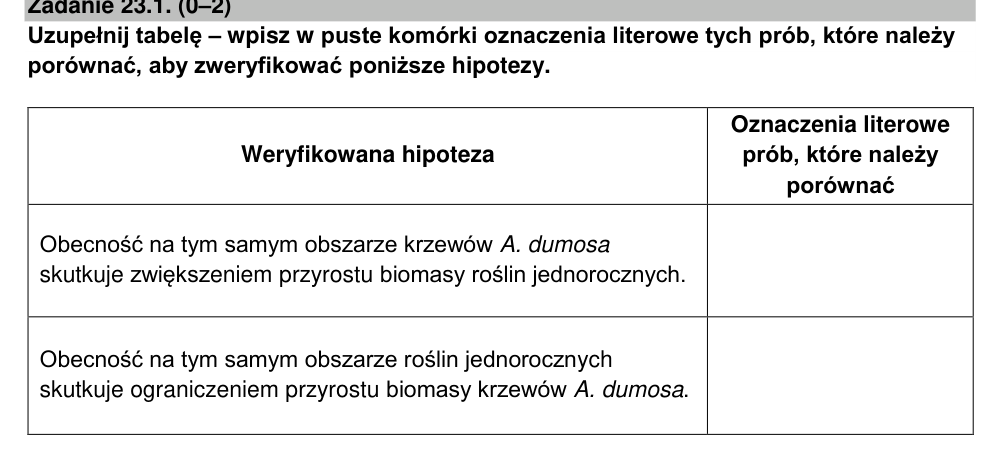 Zadanie 23.1. (0–2)
Uzupełnij tabelę – wpisz w puste komórki oznaczenia literowe tych prób, które należy
porównać, aby zweryfikować poniższe hipotezy.
Weryfikowana hipoteza
Oznaczenia literowe
prób, które należy
porównać
Obecność na tym samym obszarze krzewów A. dumosa
skutkuje zwiększeniem przyrostu biomasy roślin jednorocznych.
Obecność na tym samym obszarze roślin jednorocznych
skutkuje ograniczeniem przyrostu biomasy krzewów A. dumosa.